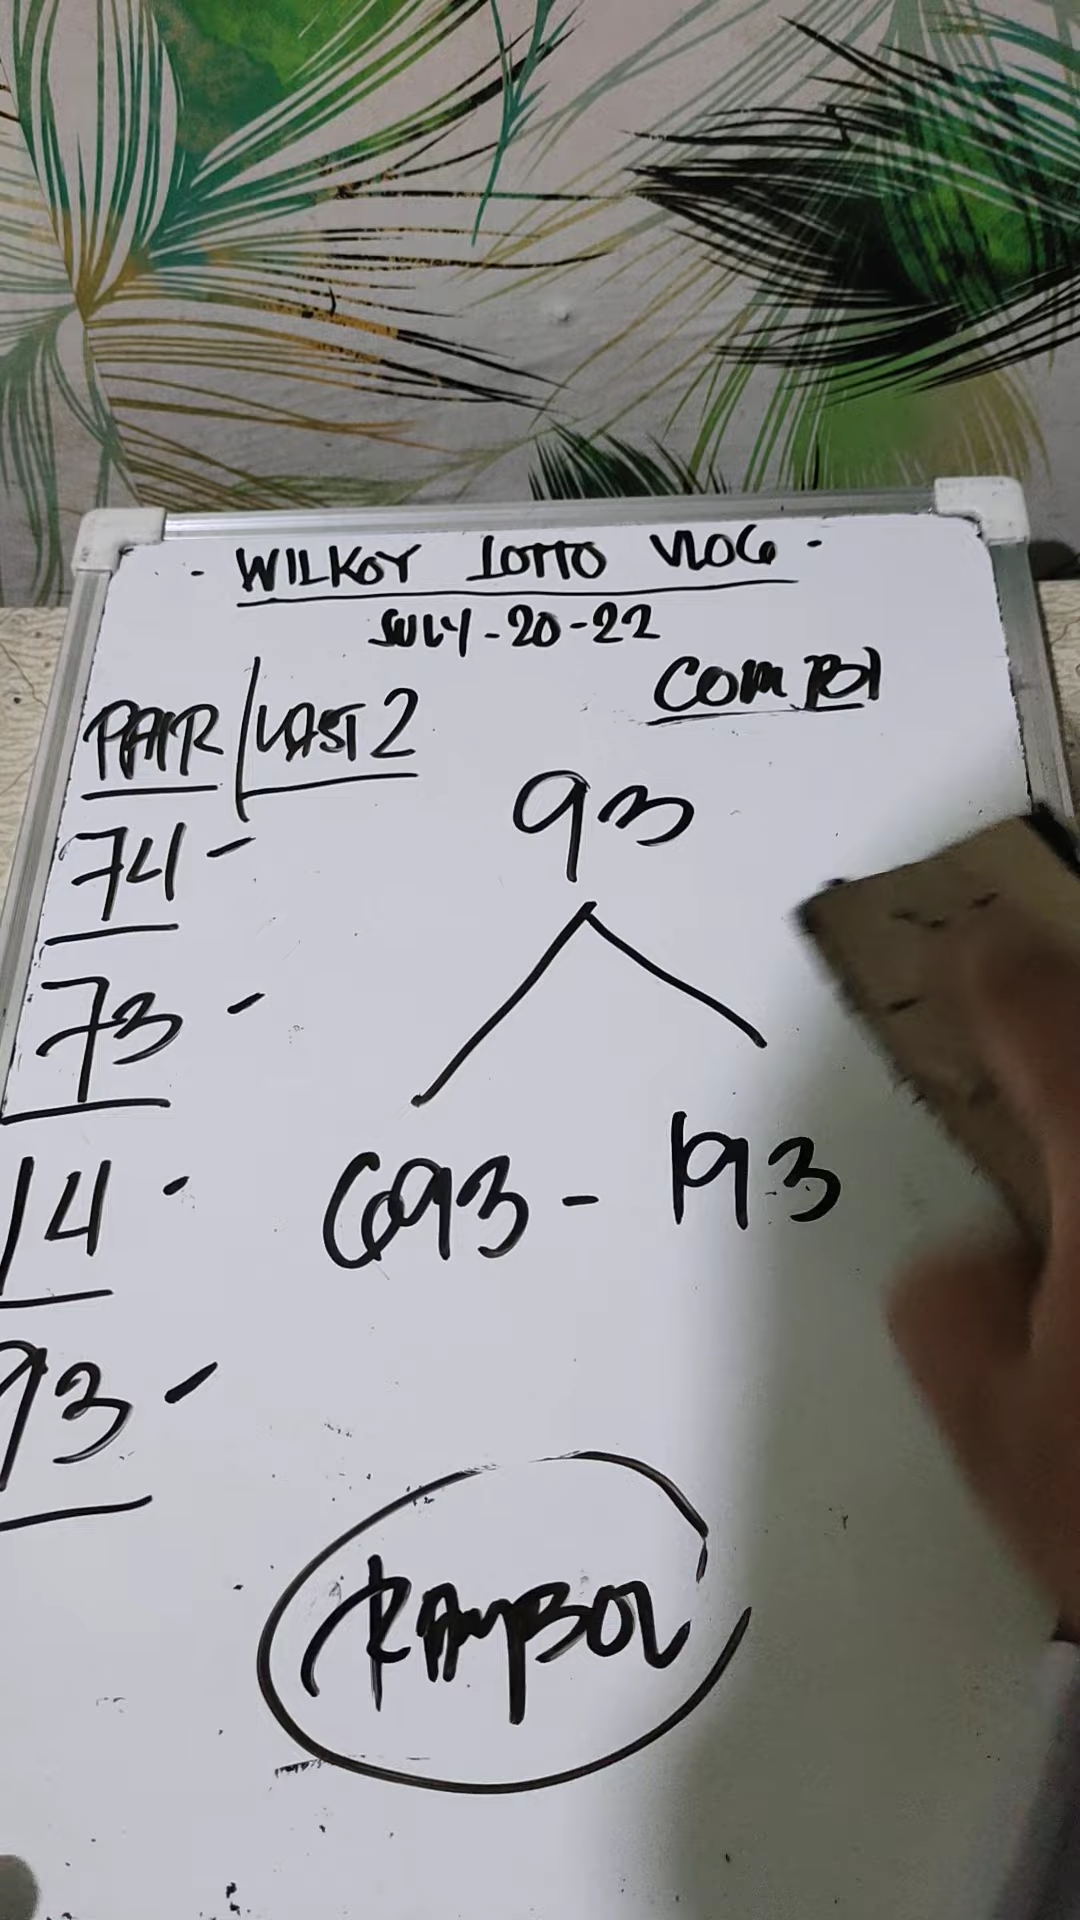 - WILKOY LOTTO VLOG -
JULY-20-22
PAIR / LAST 2
COMBI
74 -
93
73 -
14 -
693 - 193
93 -
RAMBOL